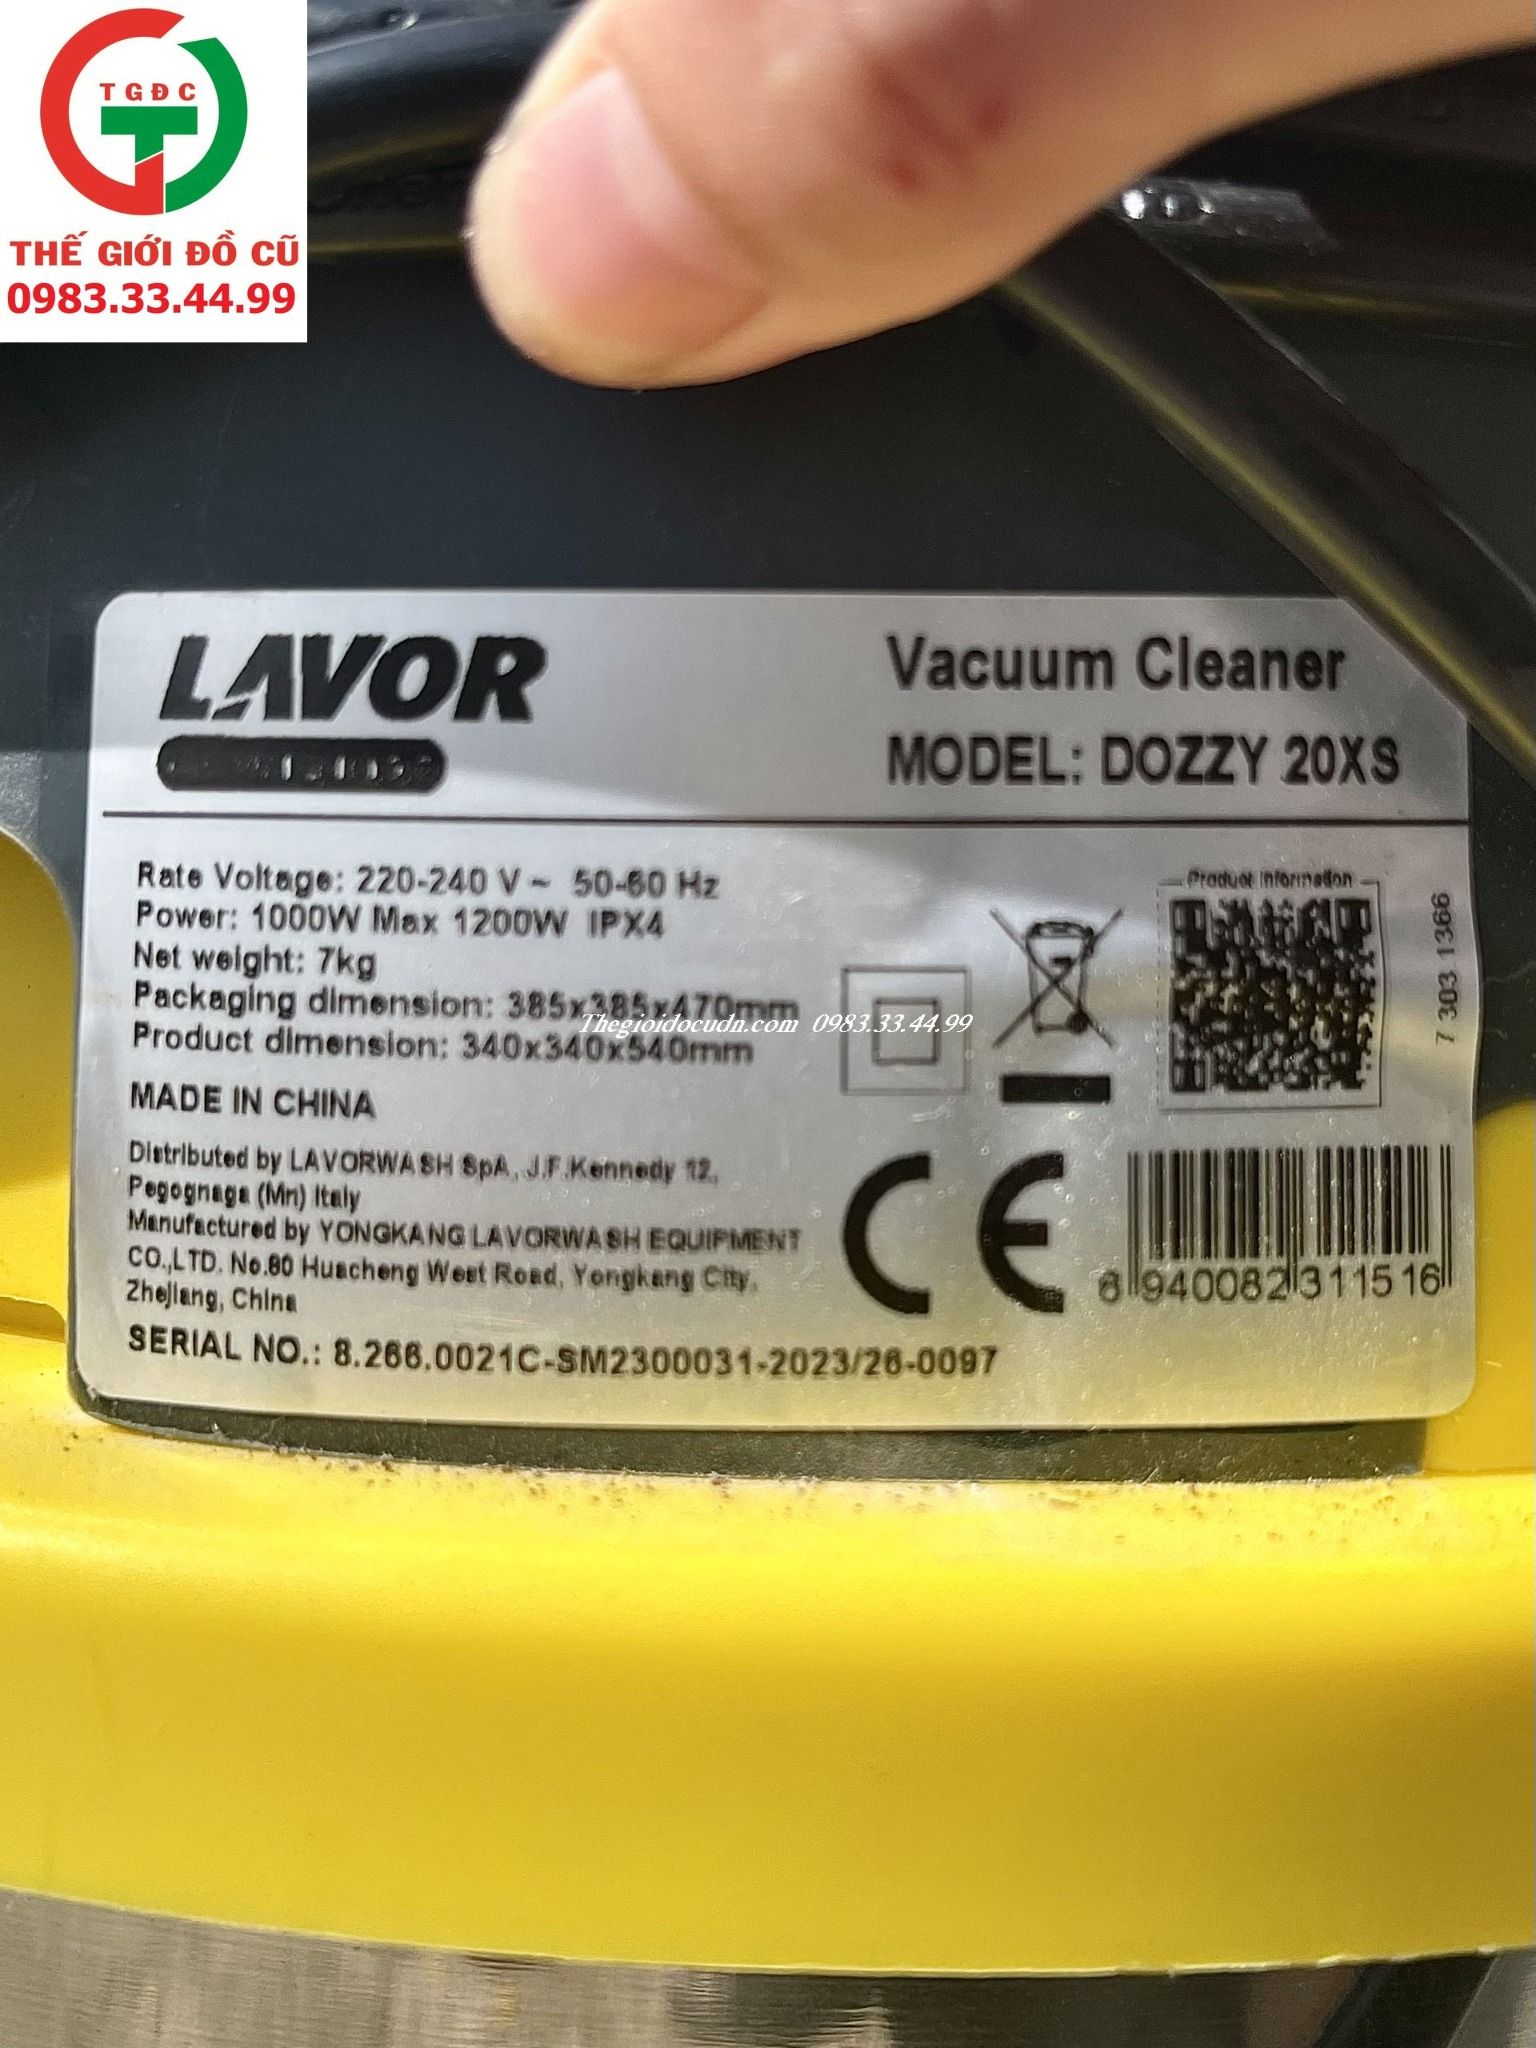 TGĐC
THẾ GIỚI ĐỒ CŨ
0983.33.44.99
LAVOR
Vacuum Cleaner
MODEL: DOZZY 20XS
Rate Voltage: 220-240 V ~ 50-60 Hz
Power: 1000W Max 1200W IPX4
Net weight: 7kg
Packaging dimension: 385x385x470mm
Thegioidocudn.com 0983.33.44.99
Product dimension: 340x340x540mm
MADE IN CHINA
Product Information
7 303 1366
Distributed by LAVORWASH SpA, J.F.Kennedy 12,
Pegognaga (Mn) Italy
Manufactured by YONGKANG LAVORWASH EQUIPMENT
CO.,LTD. No.80 Huacheng West Road, Yongkang City,
Zhejiang, China
CE
6 940082 311516
SERIAL NO.: 8.266.0021C-SM2300031-2023/26-0097